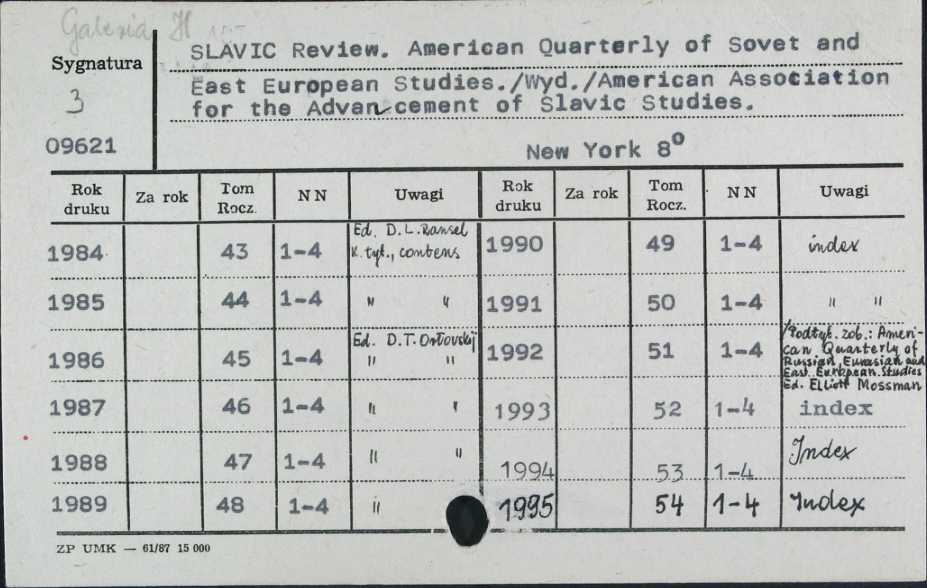 Galeria H
SLAVIC Review. American Quarterly of Sovet and
Sygnatura
East European Studies./Wyd./American Association
3
for the Advancement of Slavic Studies.
09621
New York 8⁰
Rok druku Za rok Tom Rocz. NN Uwagi Rok druku Za rok Tom Rocz. NN Uwagi
1984 43 1-4 Ed. D.L. Ransel K. tyt., contens 1990 49 1-4 index
1985 44 1-4 " " 1991 50 1-4 " "
1986 45 1-4 Ed. D.T. Orłovskij " " 1992 51 1-4 /Podtyt. zob.: Ameri-
can Quarterly of
Russian, Eurasian and
East European Studies
Ed. Elliott Mossman
1987 46 1-4 " " 1993 52 1-4 index
1988 47 1-4 " " 1994 53 1-4 Index
1989 48 1-4 " 1995 54 1-4 Index
ZP UMK — 61/87 15 000